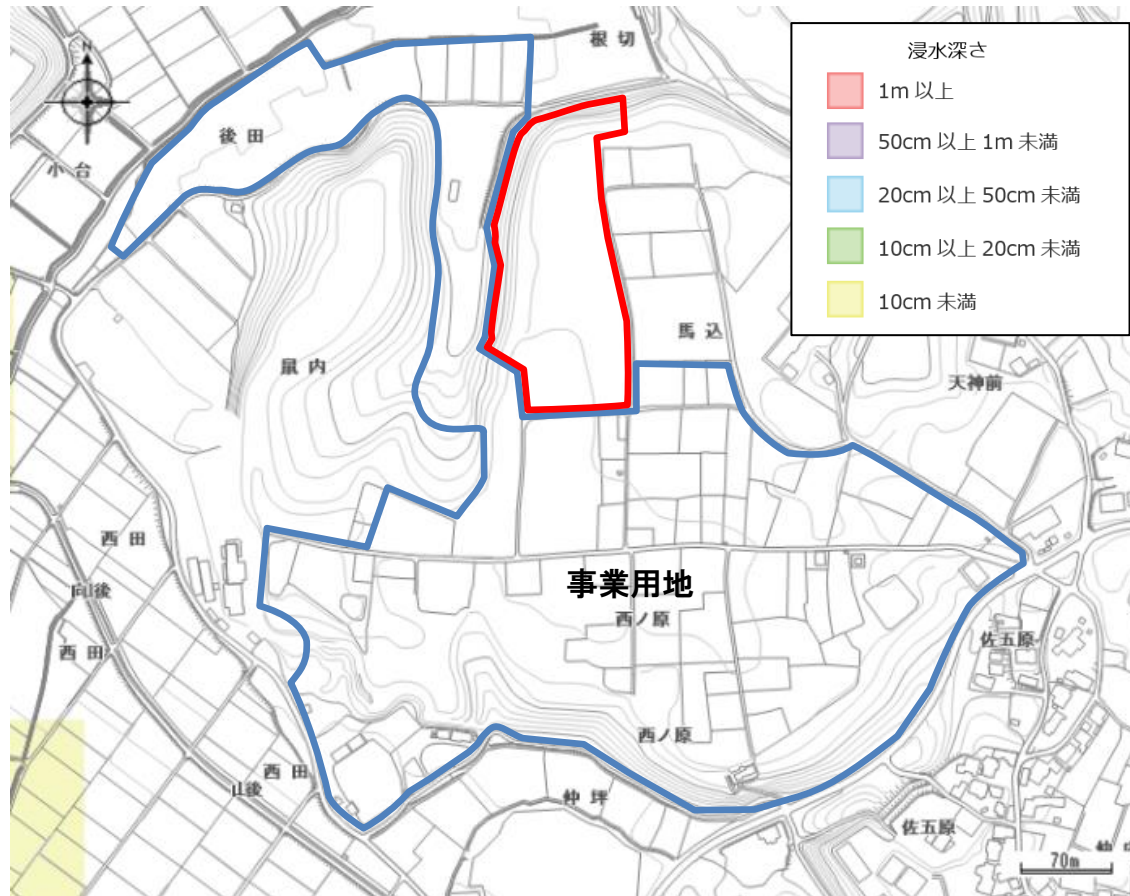 浸水深さ
1m 以上
50cm 以上 1m 未満
20cm 以上 50cm 未満
10cm 以上 20cm 未満
10cm 未満
N
根 切
後 田
小 台
馬 込
鼠 内
天神前
西 田
向山後
西 田
事業用地
西ノ原
佐五原
西ノ原
西 田
山後
仲 坪
佐五原
70m